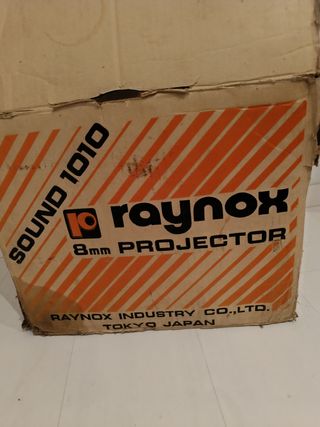 SOUND 1010
raynox
8mm PROJECTOR
RAYNOX INDUSTRY CO.,LTD.
TOKYO JAPAN